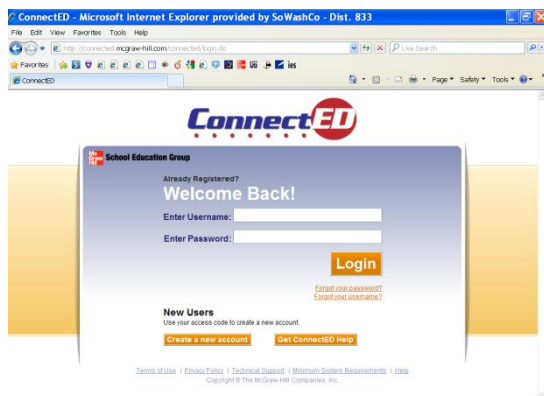 ConnectED - Microsoft Internet Explorer provided by SoWashCo - Dist. 833
File Edit View Favorites Tools Help
http://connected.mcgraw-hill.com/connected/login.do
Live Search
Favorites
ies
ConnectED
Page Safety Tools
ConnectED
Mc Graw Hill School Education Group
Already Registered?
Welcome Back!
Enter Username:
Enter Password:
Login
Forgot your password?
Forgot your username?
New Users
Use your access code to create a new account
Create a new account Get ConnectED Help
Terms of Use | Privacy Policy | Technical Support | Minimum System Requirements | Help
Copyright © The McGraw-Hill Companies, Inc.